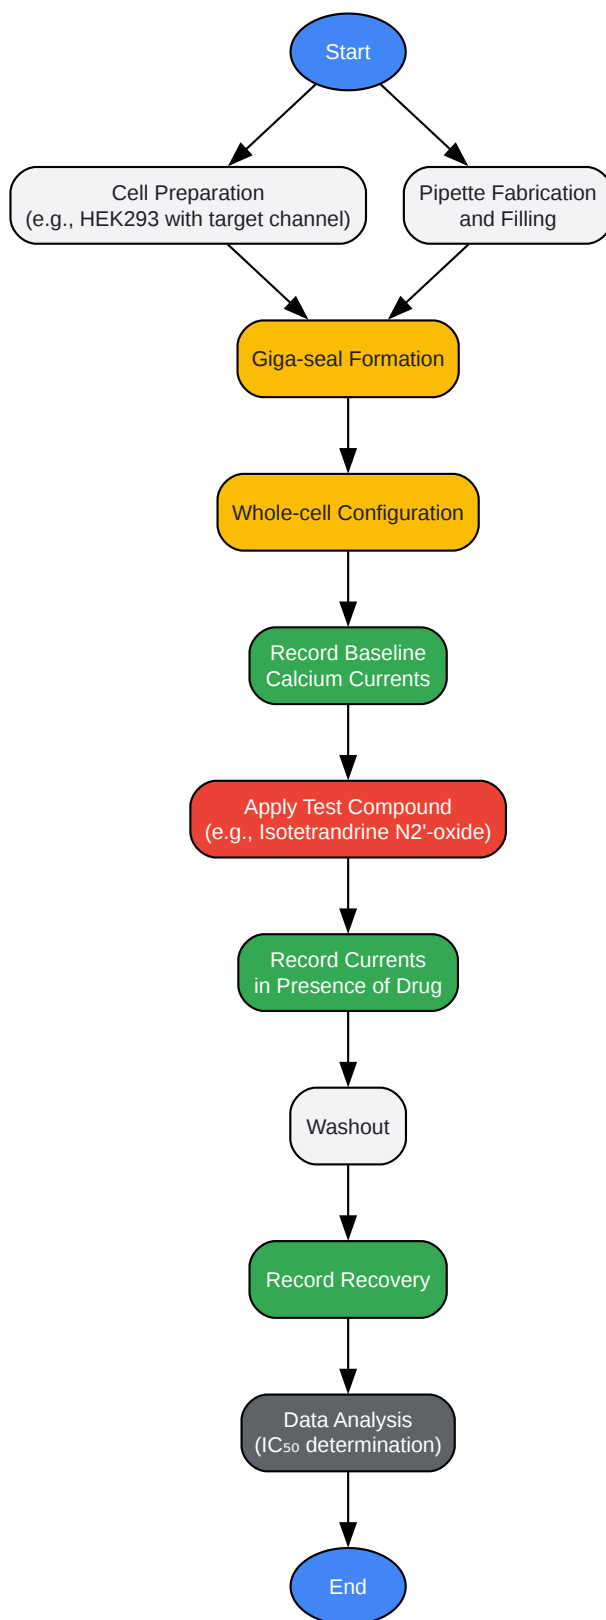 Start
Cell Preparation
(e.g., HEK293 with target channel)
Pipette Fabrication
and Filling
Giga-seal Formation
Whole-cell Configuration
Record Baseline
Calcium Currents
Apply Test Compound
(e.g., Isotetrandrine N2'-oxide)
Record Currents
in Presence of Drug
Washout
Record Recovery
Data Analysis
(IC₅₀ determination)
End